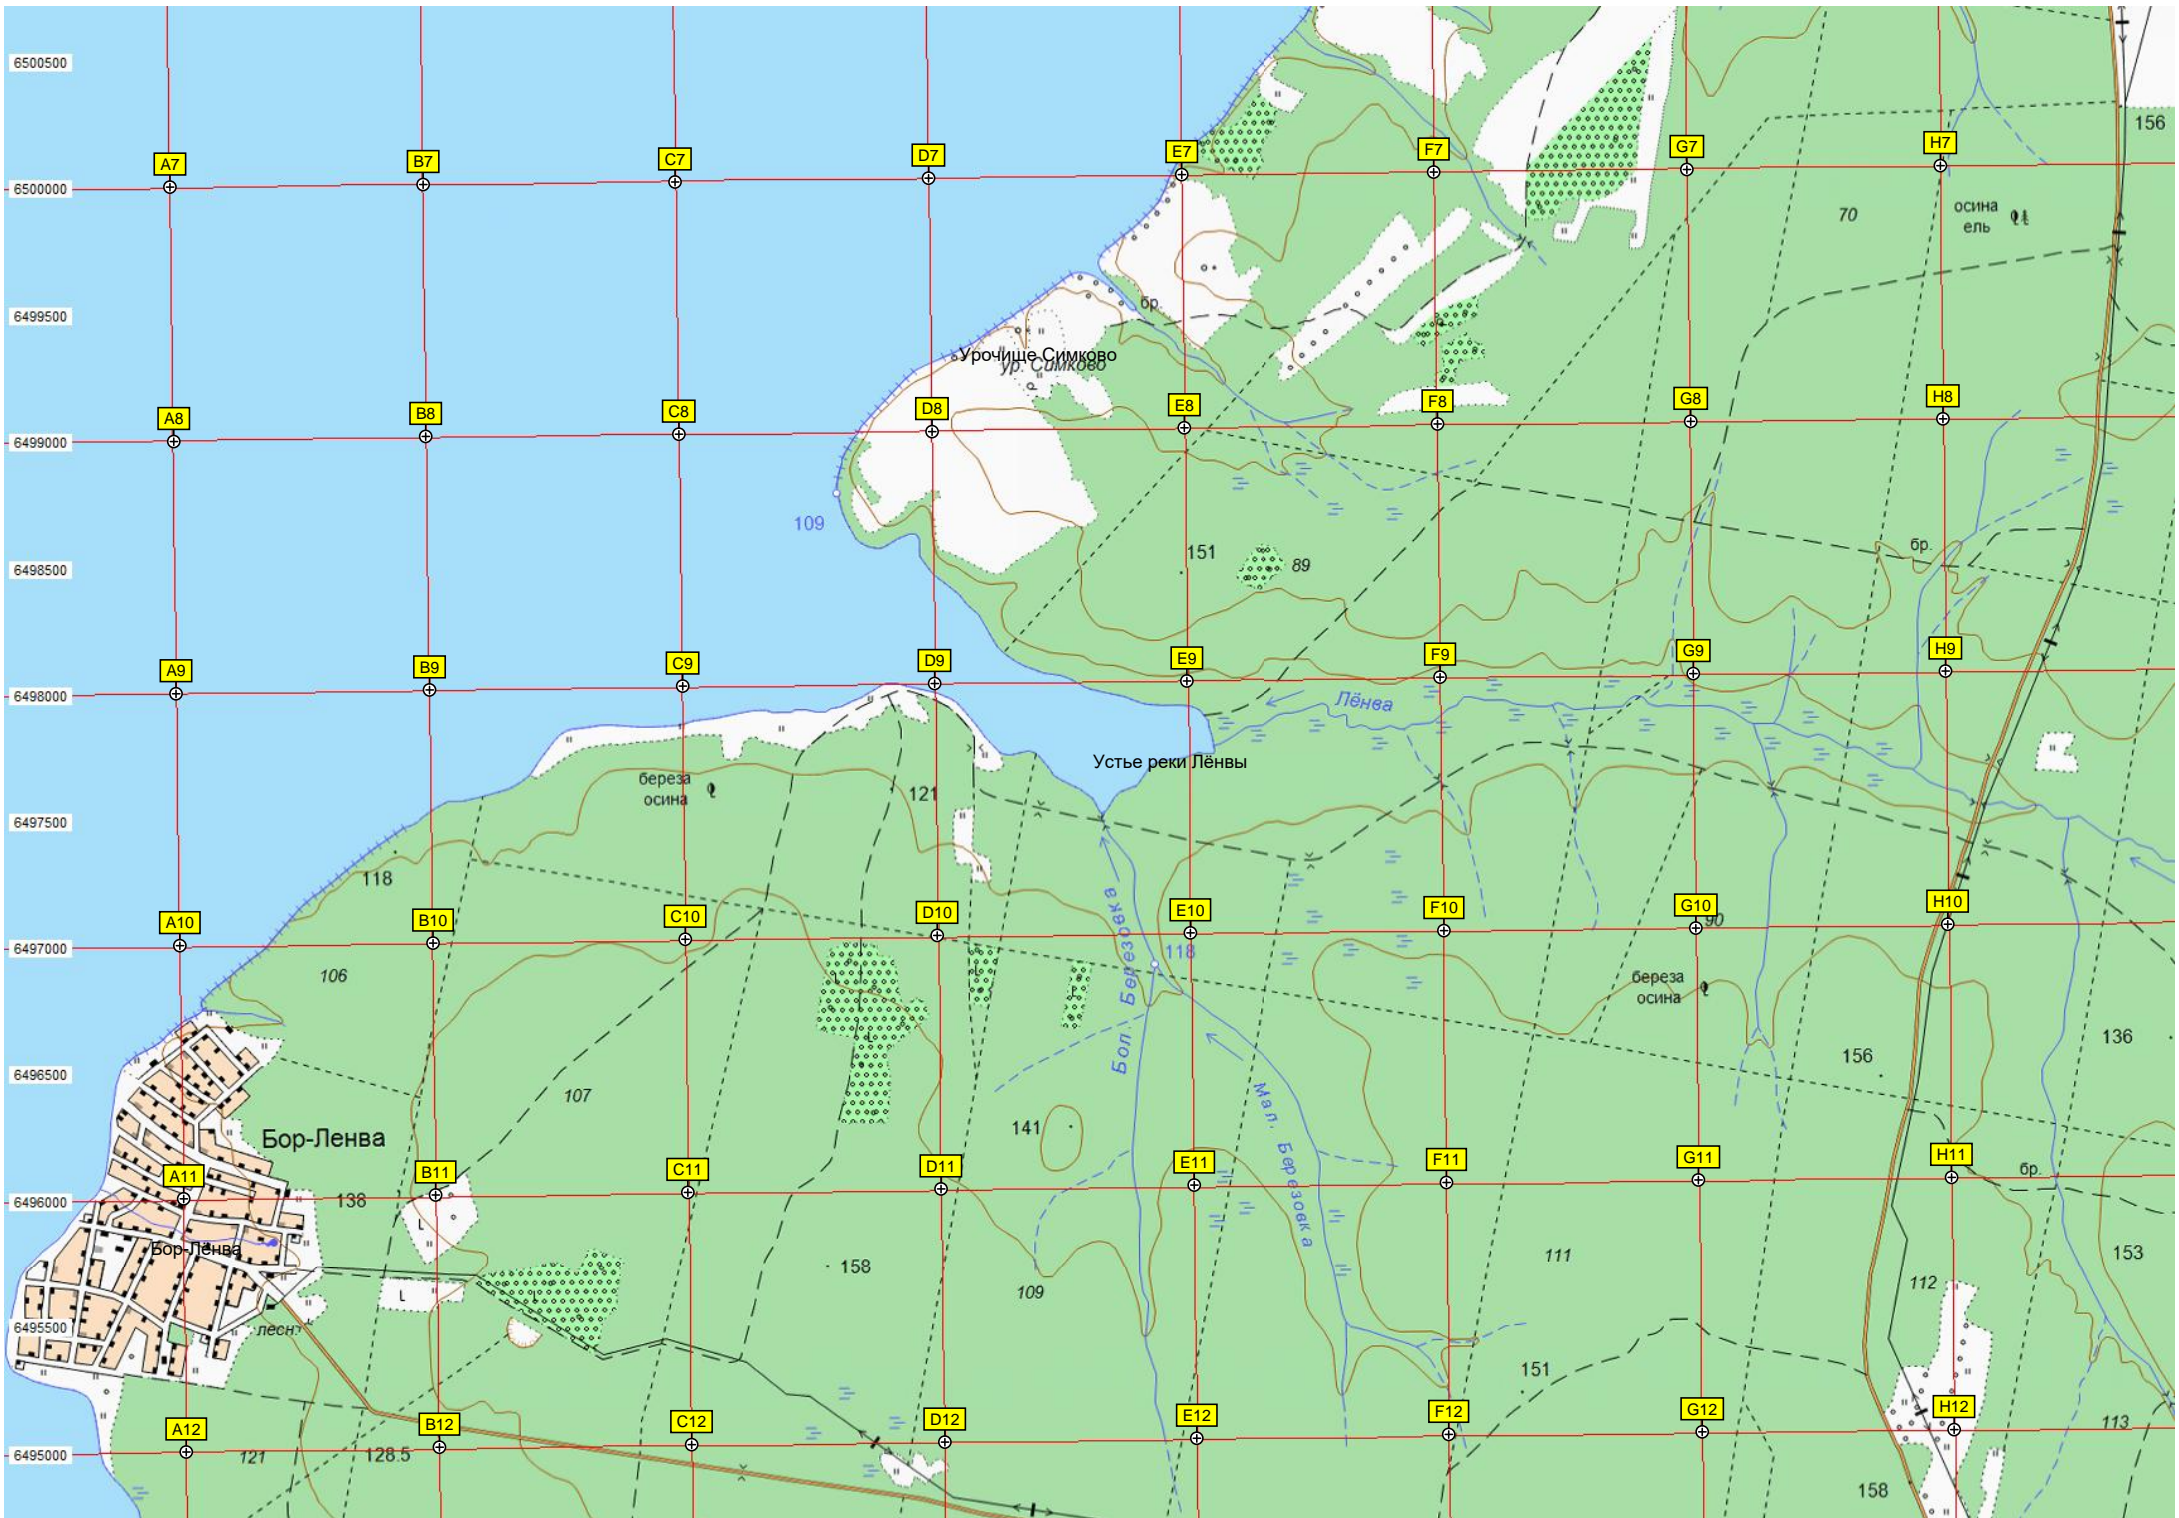 6500500
156
A7
B7
C7
D7
E7
F7
G7
H7
6500000
70
осина
ель
6499500
бр.
Урочище Симково
ур. Симково
A8
B8
C8
D8
E8
F8
G8
H8
6499000
109
151
89
бр.
6498500
A9
B9
C9
D9
E9
F9
G9
H9
6498000
Лёнва
Устье реки Лёнвы
береза
осина
121
6497500
118
A10
B10
C10
D10
E10
F10
G10
H10
90
6497000
118
106
береза
осина
Бол. Березовка
136
156
6496500
107
Мал. Березовка
141
Бор-Ленва
A11
B11
C11
D11
E11
F11
G11
H11
бр.
6496000
138
Бор-Лёнва
158
111
153
109
112
6495500
лесн.
151
A12
B12
C12
D12
E12
F12
G12
H12
113
6495000
121
128.5
158